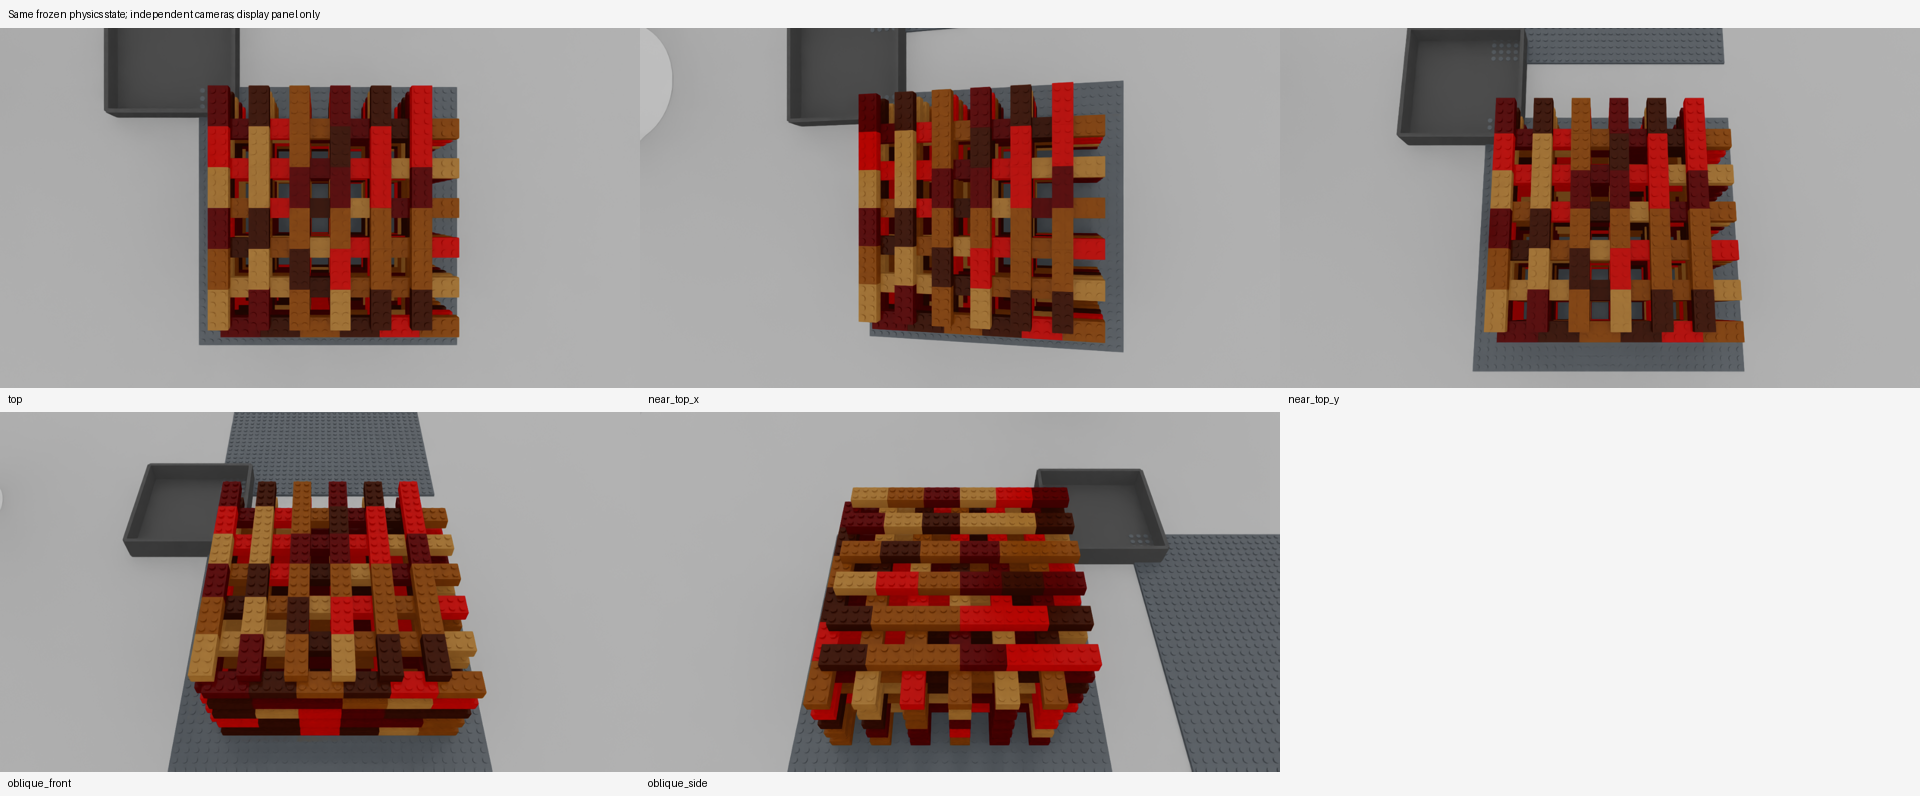 Same frozen physics state; independent cameras; display panel only
top
near_top_x
near_top_y
oblique_front
oblique_side